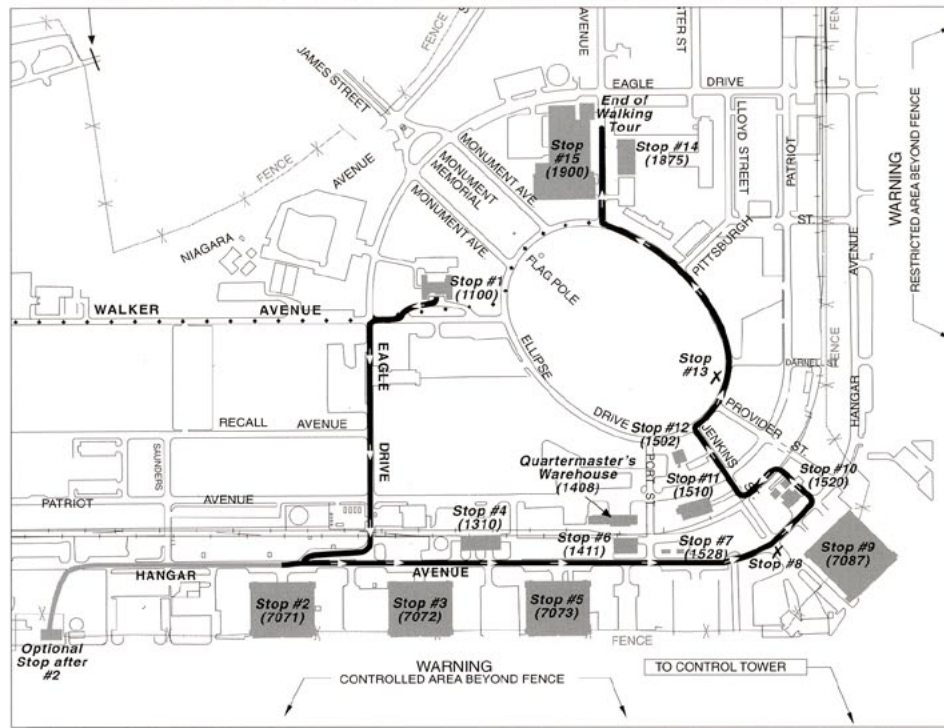 JAMES STREET
FENCE
AVENUE
STER ST
EAGLE DRIVE
End of
Walking
Tour
Stop
#15
(1900)
Stop #14
(1875)
LLOYD STREET
PATRIOT
ST.
WARNING
RESTRICTED AREA BEYOND FENCE
FENCE
AVENUE
MONUMENT AVE
MONUMENT
MEMORIAL
MONUMENT AVE
NIAGARA
PITTSBURGH
AVENUE
FLAG POLE
Stop #1
(1100)
WALKER AVENUE
EAGLE
DRIVE
ELLIPSE
DRIVE
Stop
#13
DARNEL ST.
FENCE
HANGAR
RECALL AVENUE
PROVIDER ST.
Stop #12
(1502)
JENKINS
ST.
Quartermaster's
Warehouse
(1408)
PORT ST
Stop
#11
(1510)
Stop #10
(1520)
SAUNDERS
PATRIOT AVENUE
Stop #4
(1310)
Stop #6
(1411)
Stop #7
(1528)
Stop
#8
Stop #9
(7087)
HANGAR AVENUE
Stop #2
(7071)
Stop #3
(7072)
Stop #5
(7073)
FENCE
Optional
Stop after
#2
WARNING
CONTROLLED AREA BEYOND FENCE
TO CONTROL TOWER